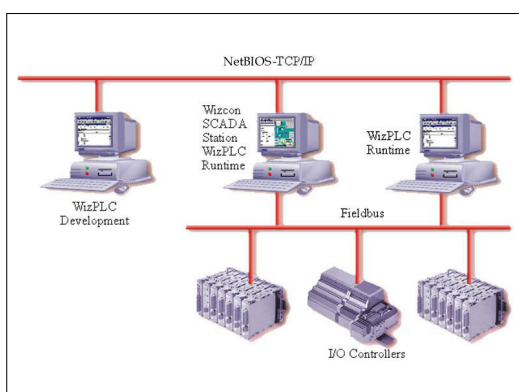 NetBIOS-TCP/IP
Wizcon
SCADA
Station
WizPLC
Runtime
WizPLC
Runtime
WizPLC
Development
Fieldbus
I/O Controllers